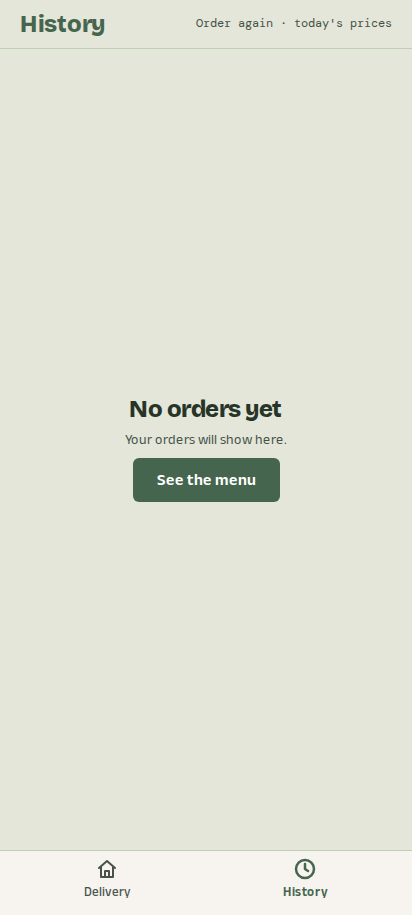 History
Order again · today's prices
No orders yet
Your orders will show here.
See the menu
Delivery
History